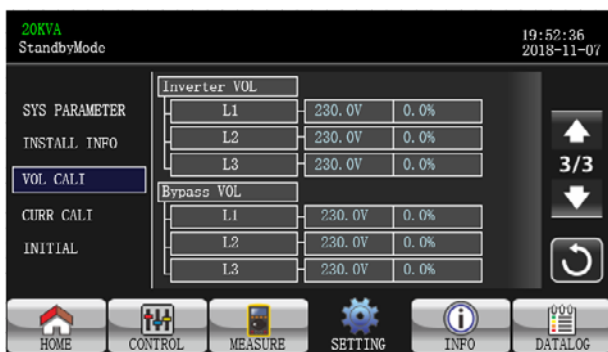 20KVA
StandbyMode
19:52:36
2018-11-07
SYS PARAMETER
INSTALL INFO
VOL CALI
CURR CALI
INITIAL
Inverter VOL
L1 230.0V 0.0%
L2 230.0V 0.0%
L3 230.0V 0.0%
Bypass VOL
L1 230.0V 0.0%
L2 230.0V 0.0%
L3 230.0V 0.0%
3/3
HOME CONTROL MEASURE SETTING INFO DATALOG